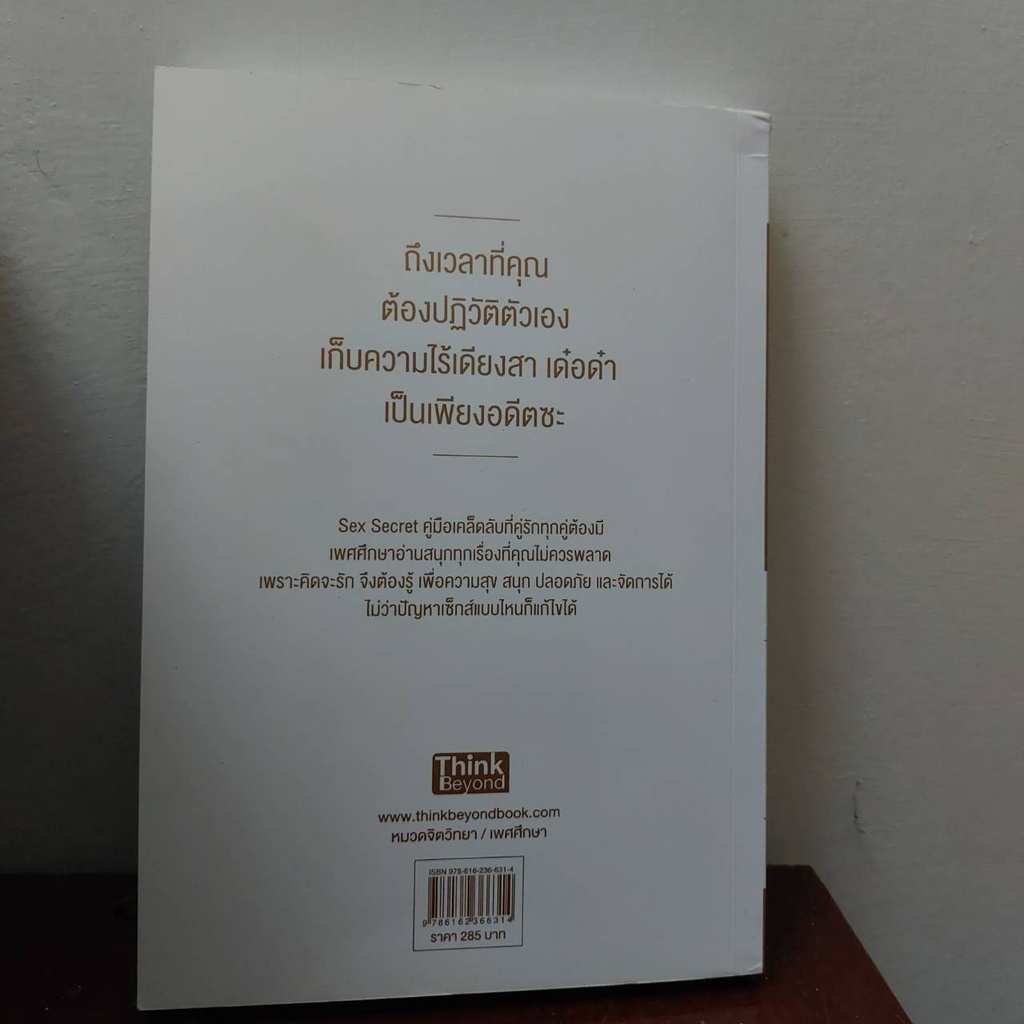 ถึงเวลาที่คุณ
ต้องปฏิวัติตัวเอง
เก็บความไร้เดียงสา เด๋อด๋า
เป็นเพียงอดีตซะ
Sex Secret คู่มือเคล็ดลับที่คู่รักทุกคู่ต้องมี
เพศศึกษาอ่านสนุกทุกเรื่องที่คุณไม่ควรพลาด
เพราะคิดจะรัก จึงต้องรู้ เพื่อความสุข สนุก ปลอดภัย และจัดการได้
ไม่ว่าปัญหาเซ็กส์แบบไหนก็แก้ไขได้
Think
Beyond
www.thinkbeyondbook.com
หมวดจิตวิทยา / เพศศึกษา
ISBN 978-616-236-631-4
9 786162 366314
ราคา 285 บาท